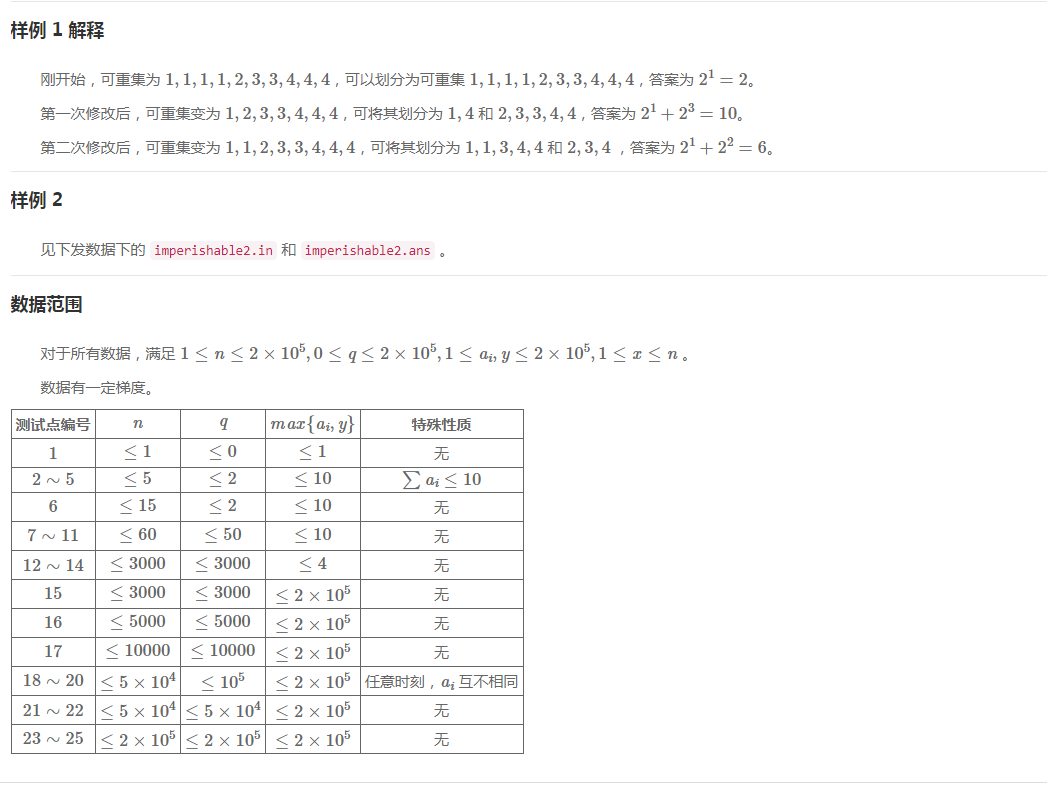 样例 1 解释
刚开始，可重集为 1, 1, 1, 1, 2, 3, 3, 4, 4, 4，可以划分为可重集 1, 1, 1, 1, 2, 3, 3, 4, 4, 4，答案为 2^1 = 2。
第一次修改后，可重集变为 1, 2, 3, 3, 4, 4, 4，可将其划分为 1, 4 和 2, 3, 3, 4, 4，答案为 2^1 + 2^3 = 10。
第二次修改后，可重集变为 1, 1, 2, 3, 3, 4, 4, 4，可将其划分为 1, 1, 3, 4, 4 和 2, 3, 4 ，答案为 2^1 + 2^2 = 6。
样例 2
见下发数据下的 imperishable2.in 和 imperishable2.ans 。
数据范围
对于所有数据，满足 1 ≤ n ≤ 2 × 10^5, 0 ≤ q ≤ 2 × 10^5, 1 ≤ a_i, y ≤ 2 × 10^5, 1 ≤ x ≤ n 。
数据有一定梯度。
测试点编号 n q max{a_i, y} 特殊性质
1 ≤ 1 ≤ 0 ≤ 1 无
2 ∼ 5 ≤ 5 ≤ 2 ≤ 10 ∑ a_i ≤ 10
6 ≤ 15 ≤ 2 ≤ 10 无
7 ∼ 11 ≤ 60 ≤ 50 ≤ 10 无
12 ∼ 14 ≤ 3000 ≤ 3000 ≤ 4 无
15 ≤ 3000 ≤ 3000 ≤ 2 × 10^5 无
16 ≤ 5000 ≤ 5000 ≤ 2 × 10^5 无
17 ≤ 10000 ≤ 10000 ≤ 2 × 10^5 无
18 ∼ 20 ≤ 5 × 10^4 ≤ 10^5 ≤ 2 × 10^5 任意时刻，a_i 互不相同
21 ∼ 22 ≤ 5 × 10^4 ≤ 5 × 10^4 ≤ 2 × 10^5 无
23 ∼ 25 ≤ 2 × 10^5 ≤ 2 × 10^5 ≤ 2 × 10^5 无